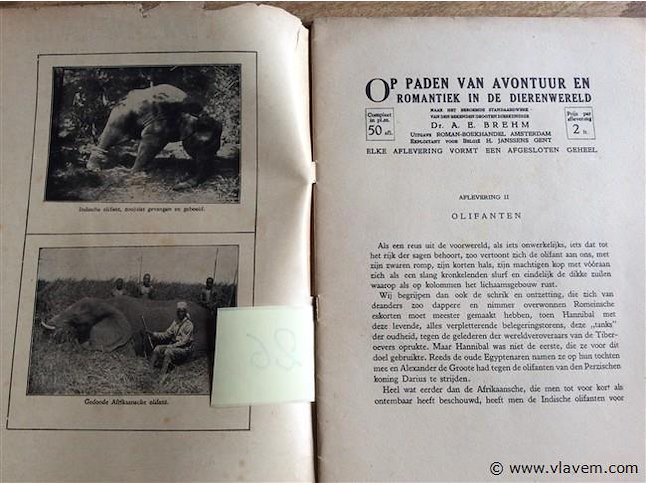 Indische olifant, zoojuist gevangen en geboeid.
Gedoode Afrikaansche olifant.
26
OP PADEN VAN AVONTUUR EN
ROMANTIEK IN DE DIERENWERELD
Compleet
in pl.m.
50 afl.
NAAR HET BEROEMDE STANDAARDWERK
VAN DEN BEKENDEN GROOTEN DIERKUNDIGE
Dr. A. E. BREHM
UITGAVE ROMAN-BOEKHANDEL AMSTERDAM
EXPLOITANT VOOR BELGIË H. JANSSENS GENT
Prijs per
aflevering
2 fr.
ELKE AFLEVERING VORMT EEN AFGESLOTEN GEHEEL
AFLEVERING II
OLIFANTEN
Als een reus uit de voorwereld, als iets onwerkelijks, iets dat tot
het rijk der sagen behoort, zoo vertoont zich de olifant aan ons, met
zijn zwaren romp, zijn korten hals, zijn machtigen kop met vóóraan
zich als een slang kronkelenden slurf en eindelijk de dikke zuilen
waarop als op kolommen het lichaamsgebouw rust.
Wij begrijpen dan ook de schrik en ontzetting, die zich van
deanders zoo dappere en nimmer overwonnen Romeinsche
eskorten moet meester gemaakt hebben, toen Hannibal met
deze levende, alles verpletterende belegeringstorens, deze „tanks"
der oudheid, tegen de gelederen der wereldveroveraars van de Tiber-
oevers oprukte. Maar Hannibal was niet de eerste, die ze voor dit
doel gebruikte. Reeds de oude Egyptenaren namen ze op hun tochten
mee en Alexander de Groote had tegen de olifanten van den Perzischen
koning Darius te strijden.
Heel wat eerder dan de Afrikaansche, die men tot voor kort als
ontembaar heeft beschouwd, heeft men de Indische olifanten voor
© www.vlavem.com